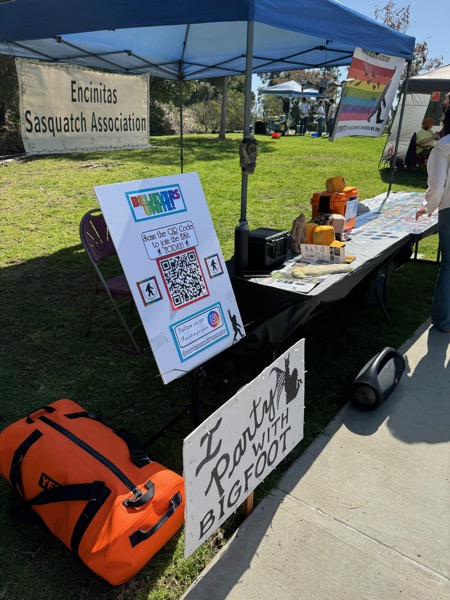 Encinitas
Sasquatch Association
BELIEVERS
UNITE!
Scan the QR Code
to join the ESA
TODAY!
Follow us on
I Party
WITH
BIGFOOT
YETI